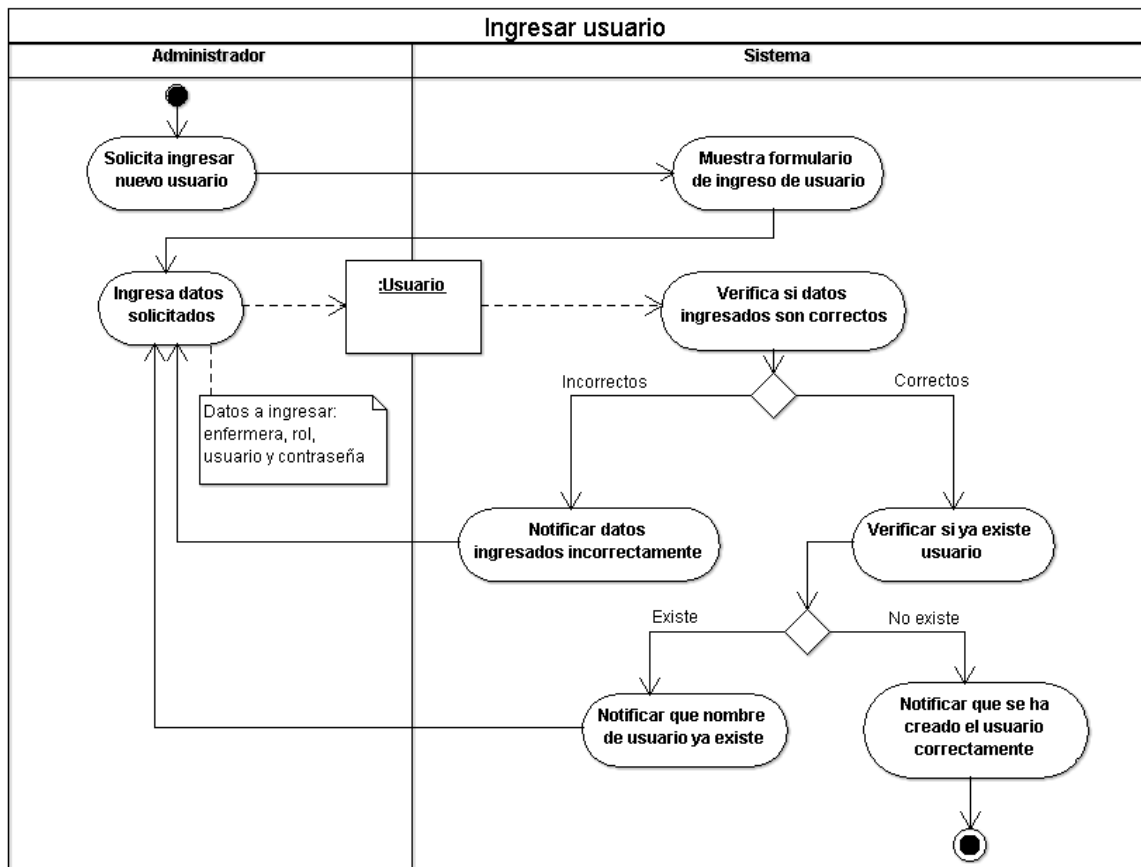 Ingresar usuario
Administrador
Sistema
Solicita ingresar
nuevo usuario
Muestra formulario
de ingreso de usuario
Ingresa datos
solicitados
:Usuario
Verifica si datos
ingresados son correctos
Incorrectos
Correctos
Datos a ingresar:
enfermera, rol,
usuario y contraseña
Notificar datos
ingresados incorrectamente
Verificar si ya existe
usuario
Existe
No existe
Notificar que nombre
de usuario ya existe
Notificar que se ha
creado el usuario
correctamente